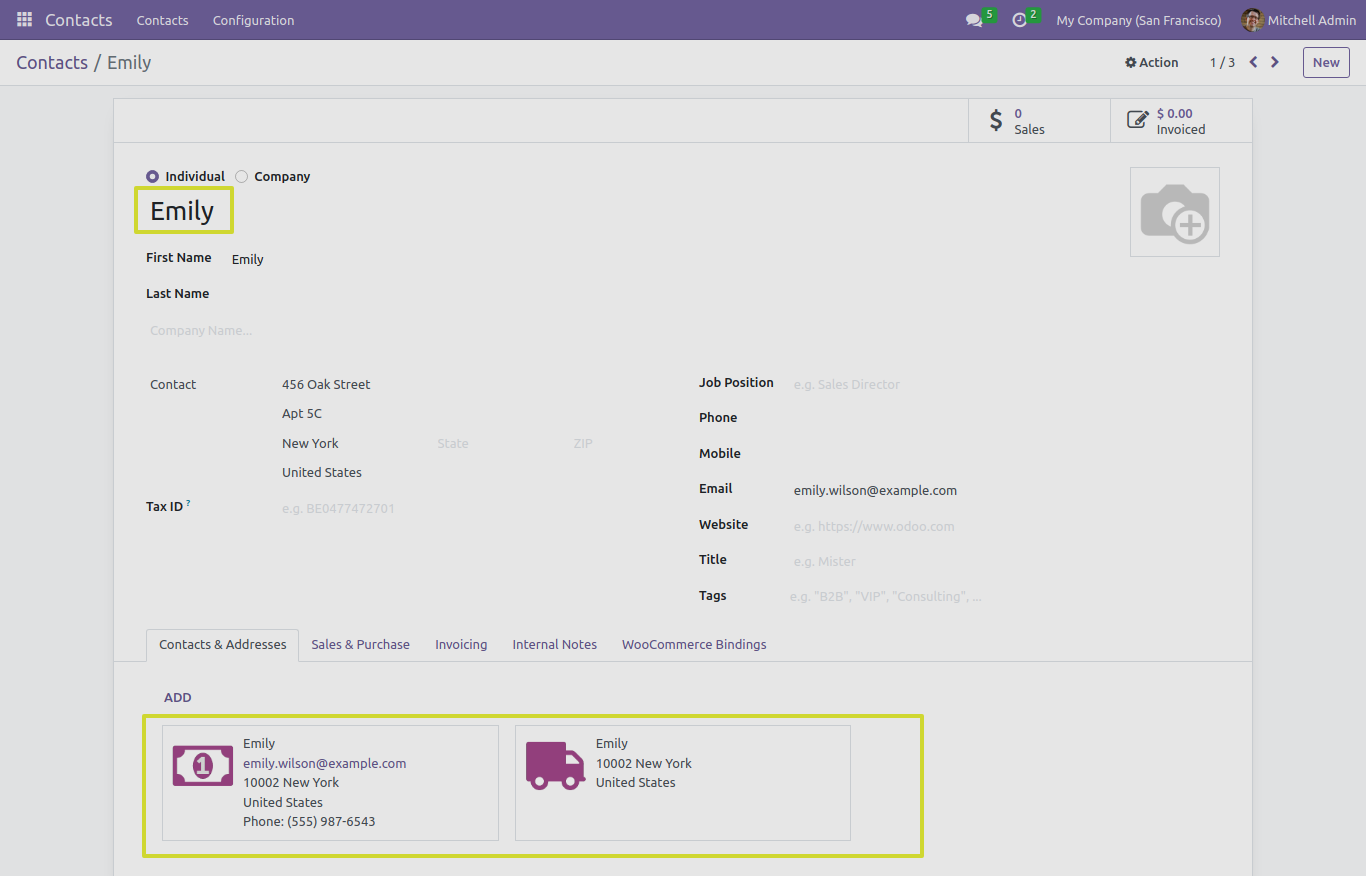 Contacts Contacts Configuration 5 2 My Company (San Francisco) Mitchell Admin
Contacts / Emily Action 1 / 3 New
$ 0 Sales
$ 0.00 Invoiced
Individual Company
Emily
First Name Emily
Last Name
Company Name...
Contact 456 Oak Street
Apt 5C
New York State ZIP
United States
Tax ID ? e.g. BE0477472701
Job Position e.g. Sales Director
Phone
Mobile
Email emily.wilson@example.com
Website e.g. https://www.odoo.com
Title e.g. Mister
Tags e.g. "B2B", "VIP", "Consulting", ...
Contacts & Addresses Sales & Purchase Invoicing Internal Notes WooCommerce Bindings
ADD
1
Emily
emily.wilson@example.com
10002 New York
United States
Phone: (555) 987-6543
Emily
10002 New York
United States